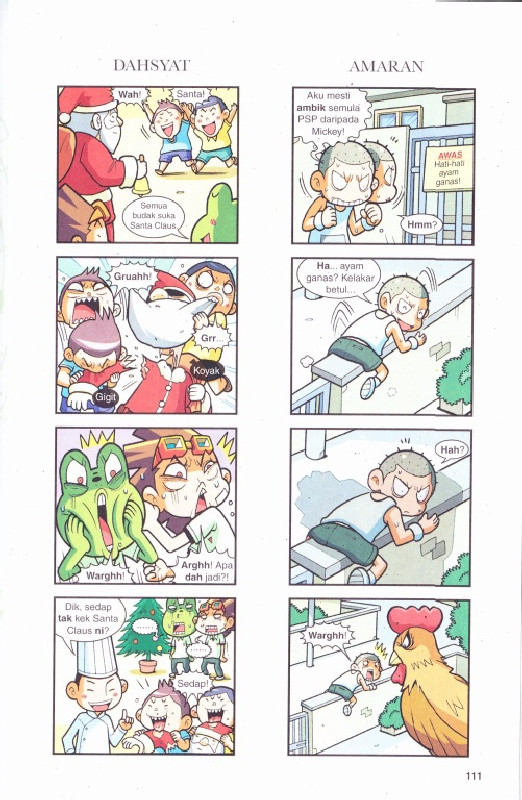 DAHSYAT
Wah!
Santa!
Semua
budak suka
Santa Claus
Gruahh!
Grr...
Koyak
Gigit
Warghh!
Arghh! Apa
dah jadi?!
Dik, sedap
tak kek Santa
Claus ni?
......
......
Sedap!
AMARAN
Aku mesti
ambik semula
PSP daripada
Mickey!
AWAS
Hati-hati
ayam
ganas!
Hmm?
Ha... ayam
ganas? Kelakar
betul...
Hah?
Warghh!
111